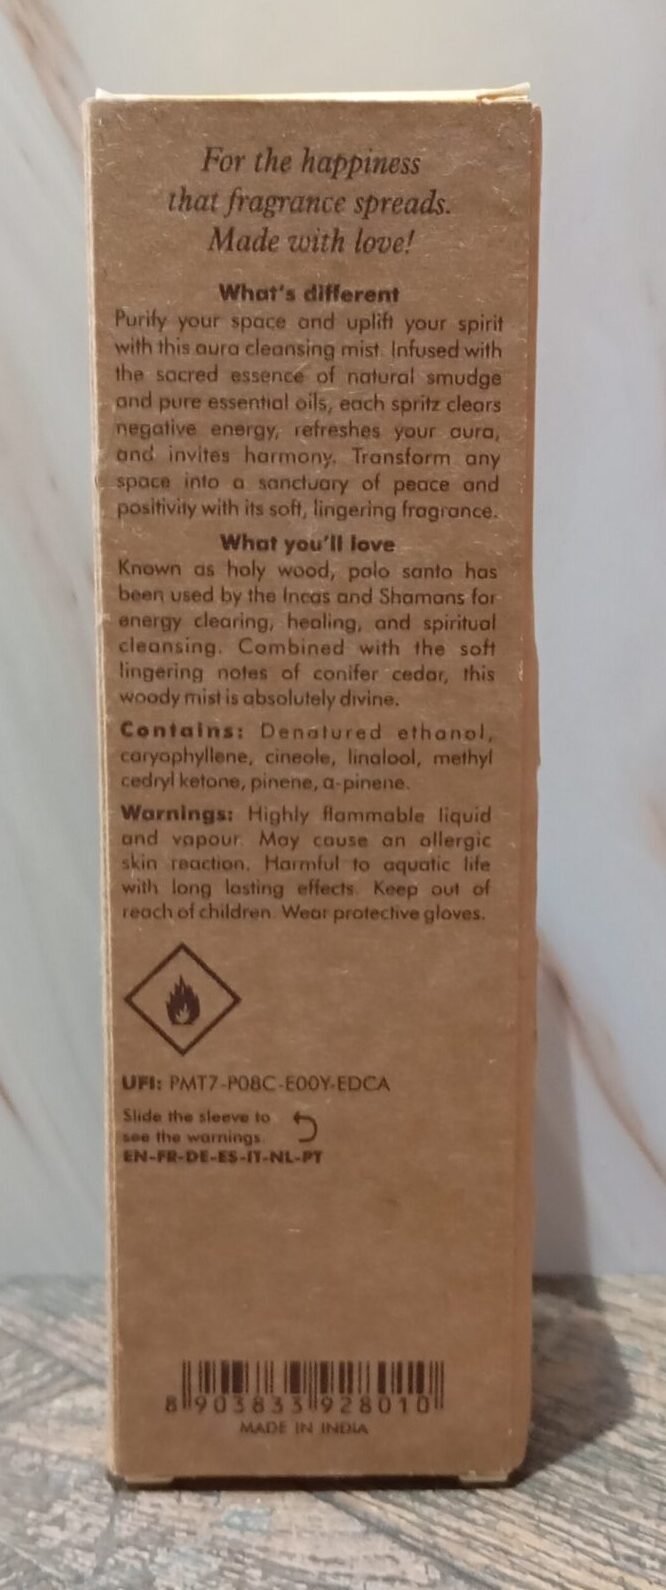 For the happiness
that fragrance spreads.
Made with love!
What's different
Purify your space and uplift your spirit
with this aura cleansing mist. Infused with
the sacred essence of natural smudge
and pure essential oils, each spritz clears
negative energy, refreshes your aura,
and invites harmony. Transform any
space into a sanctuary of peace and
positivity with its soft, lingering fragrance.
What you'll love
Known as holy wood, palo santo has
been used by the Incas and Shamans for
energy clearing, healing, and spiritual
cleansing. Combined with the soft
lingering notes of conifer cedar, this
woody mist is absolutely divine.
Contains: Denatured ethanol,
caryophyllene, cineole, linalool, methyl
cedryl ketone, pinene, α-pinene.
Warnings: Highly flammable liquid
and vapour. May cause an allergic
skin reaction. Harmful to aquatic life
with long lasting effects. Keep out of
reach of children. Wear protective gloves.
UFI: PMT7-P08C-E00Y-EDCA
Slide the sleeve to
see the warnings.
EN-FR-DE-ES-IT-NL-PT
8 903833 928010
MADE IN INDIA